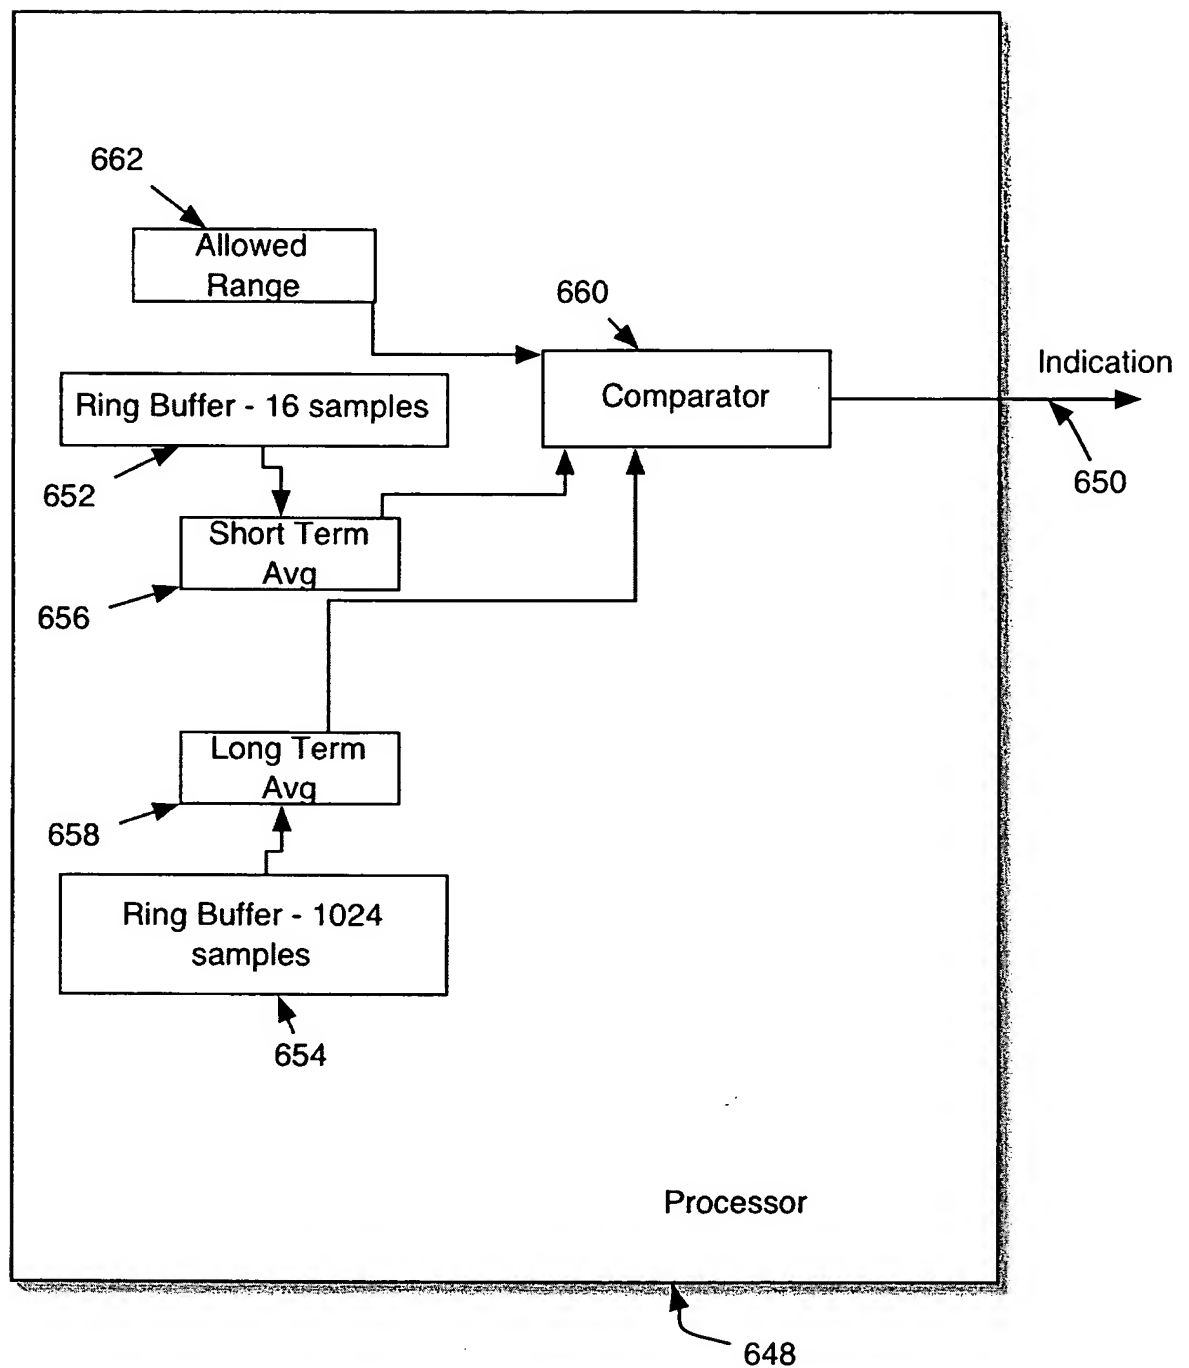 662
Allowed
Range
660
Indication
Comparator
Ring Buffer - 16 samples
650
652
Short Term
Avg
656
Long Term
Avg
658
Ring Buffer - 1024
samples
654
Processor
648